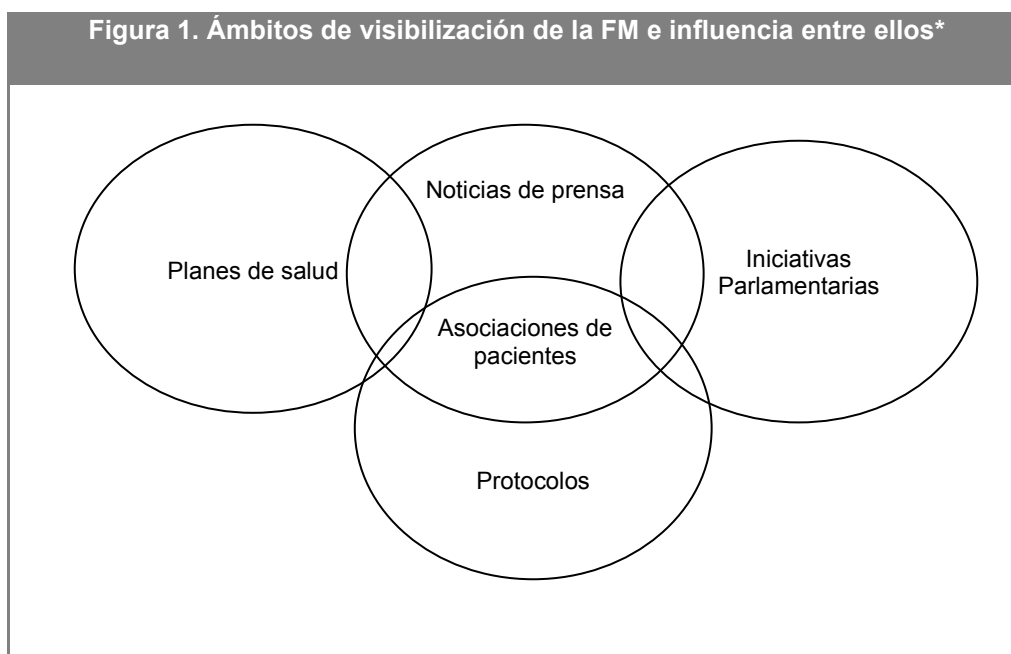 Figura 1. Ámbitos de visibilización de la FM e influencia entre ellos*
Noticias de prensa
Planes de salud
Iniciativas
Parlamentarias
Asociaciones de
pacientes
Protocolos